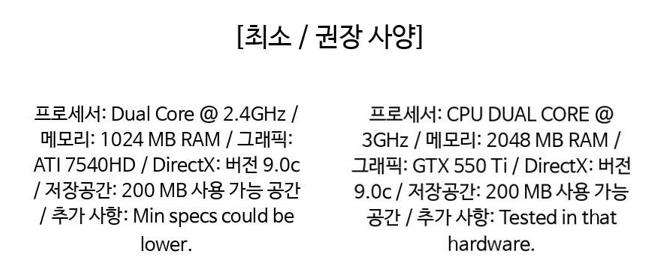 [최소 / 권장 사양]
프로세서: Dual Core @ 2.4GHz /
메모리: 1024 MB RAM / 그래픽:
ATI 7540HD / DirectX: 버전 9.0c
/ 저장공간: 200 MB 사용 가능 공간
/ 추가 사항: Min specs could be
lower.
프로세서: CPU DUAL CORE @
3GHz / 메모리: 2048 MB RAM /
그래픽: GTX 550 Ti / DirectX: 버전
9.0c / 저장공간: 200 MB 사용 가능
공간 / 추가 사항: Tested in that
hardware.